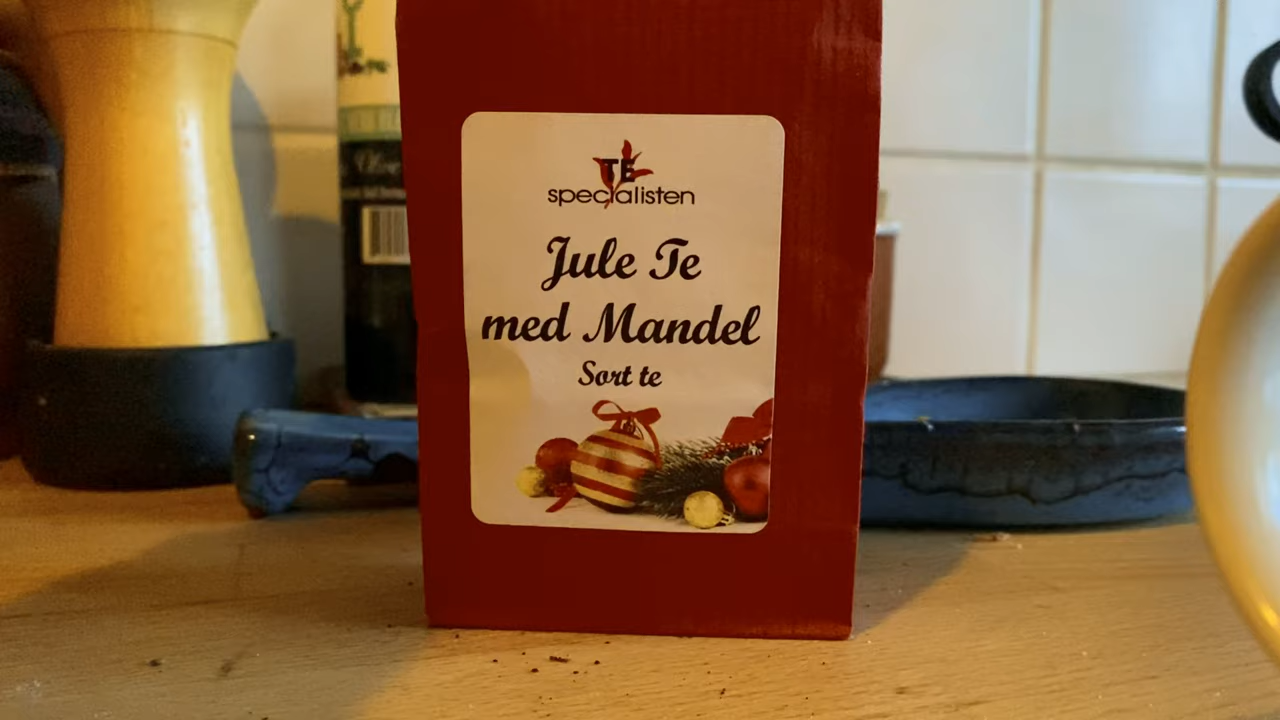 TE
specialisten
Jule Te
med Mandel
Sort te